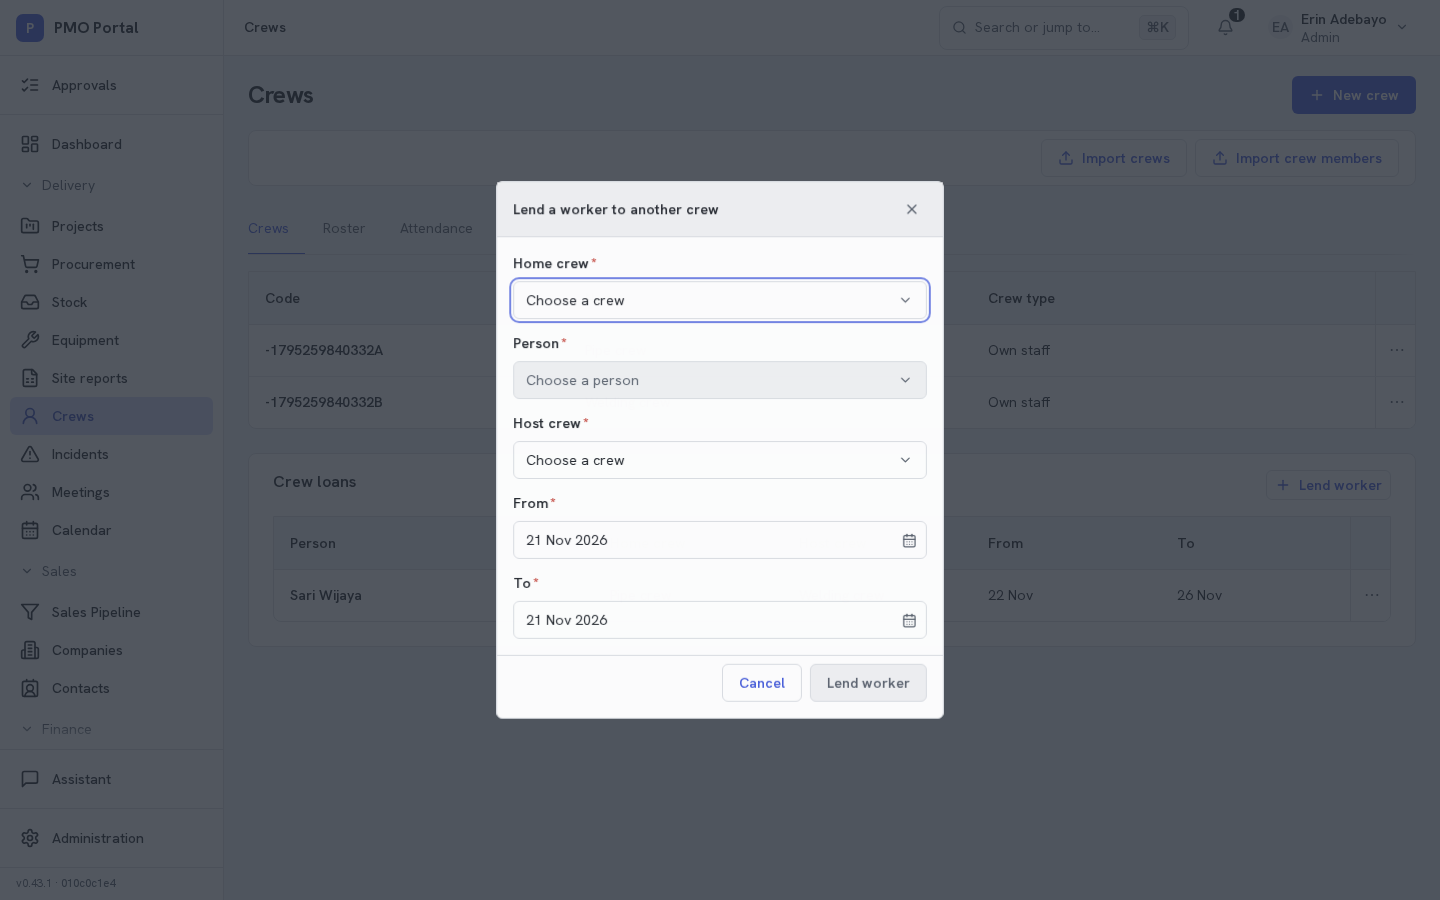 P PMO Portal
Crews
Search or jump to...
⌘K
1
EA
Erin Adebayo
Admin
Approvals
Dashboard
Delivery
Projects
Procurement
Stock
Equipment
Site reports
Crews
Incidents
Meetings
Calendar
Sales
Sales Pipeline
Companies
Contacts
Finance
Assistant
Administration
v0.43.1 · 010c0c1e4
Crews
+ New crew
Import crews
Import crew members
Crews
Roster
Attendance
Code
Crew type
-1795259840332A
Own staff
...
-1795259840332B
Own staff
...
Crew loans
+ Lend worker
Person
From
To
Sari Wijaya
22 Nov
26 Nov
...
Lend a worker to another crew
Home crew*
Choose a crew
Person*
Choose a person
Host crew*
Choose a crew
From*
21 Nov 2026
To*
21 Nov 2026
Cancel
Lend worker